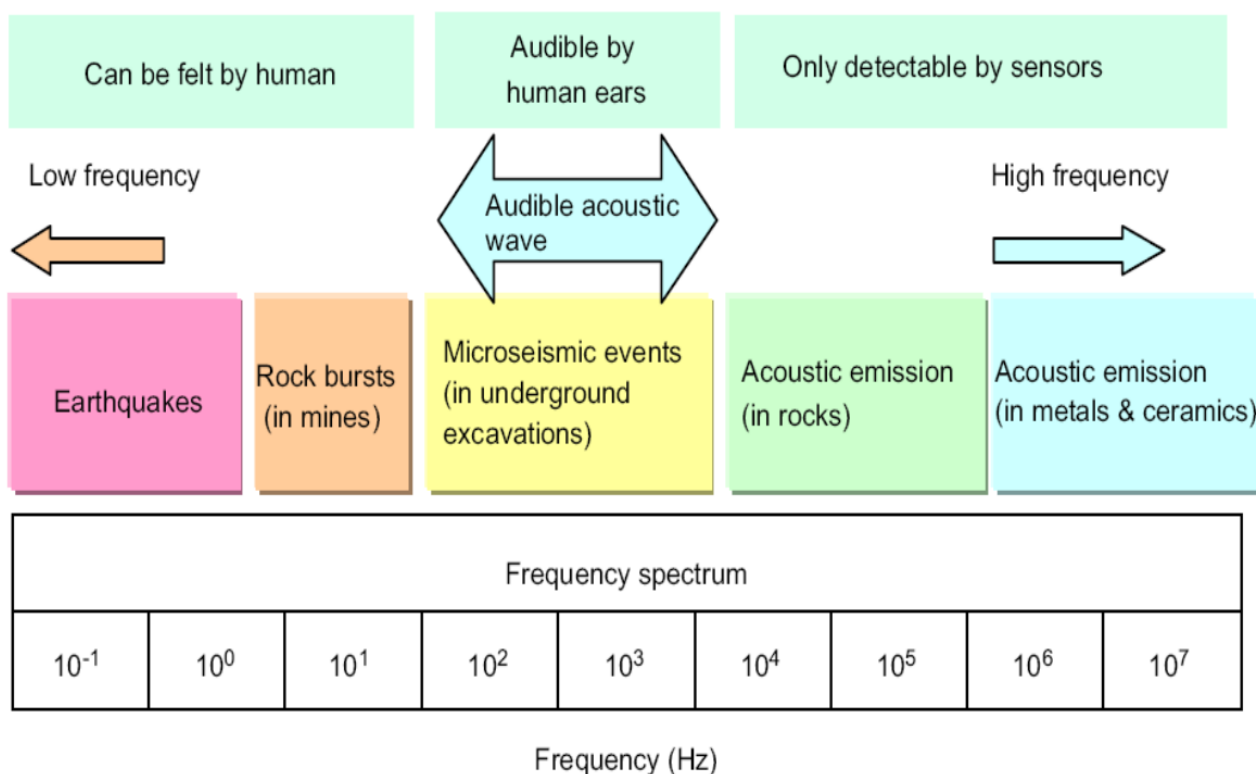 Can be felt by human
Audible by
human ears
Only detectable by sensors
Low frequency
Audible acoustic
wave
High frequency
Earthquakes
Rock bursts
(in mines)
Microseismic events
(in underground
excavations)
Acoustic emission
(in rocks)
Acoustic emission
(in metals & ceramics)
Frequency spectrum
10⁻¹ 10⁰ 10¹ 10² 10³ 10⁴ 10⁵ 10⁶ 10⁷
Frequency (Hz)